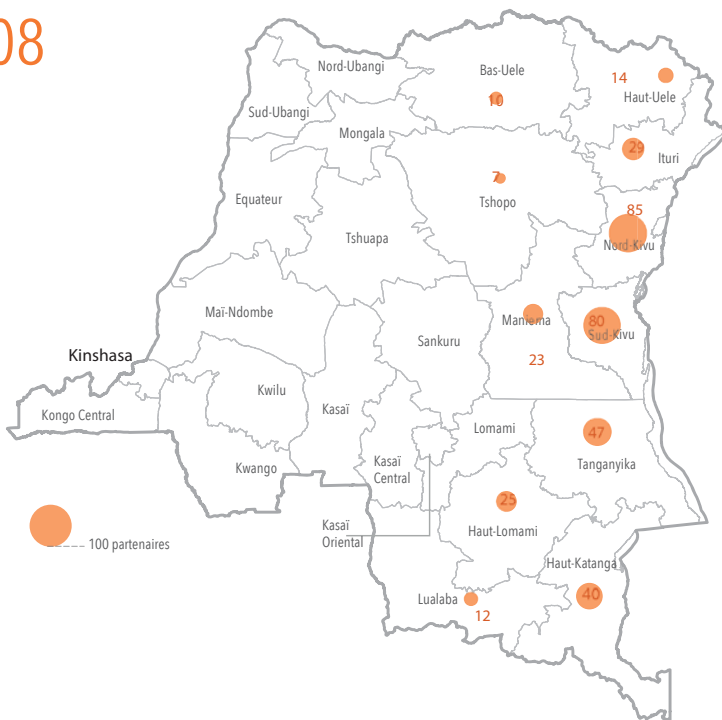 08
Nord-Ubangi
Bas-Uele
14
Haut-Uele
10
Sud-Ubangi
Mongala
29
Ituri
7
Equateur
Tshopo
85
Tshuapa
Nord-Kivu
Maï-Ndombe
Maniema
80
Sud-Kivu
Sankuru
Kinshasa
23
Kwilu
Kasaï
Kongo Central
Lomami
47
Kwango
Kasaï
Central
Tanganyika
25
Kasaï
Oriental
Haut-Lomami
100 partenaires
Haut-Katanga
Lualaba
40
12